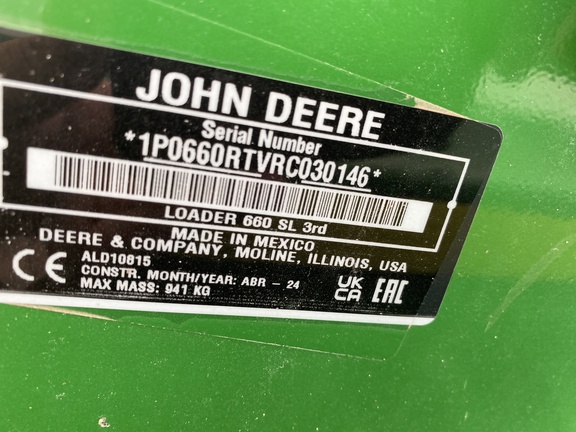 JOHN DEERE
Serial Number
*1P0660RTVRC030146*
LOADER 660 SL 3rd
MADE IN MEXICO
DEERE & COMPANY, MOLINE, ILLINOIS, USA
CE ALD10815
CONSTR. MONTH/YEAR: ABR - 24
MAX MASS: 941 KG
UK
CA EAC